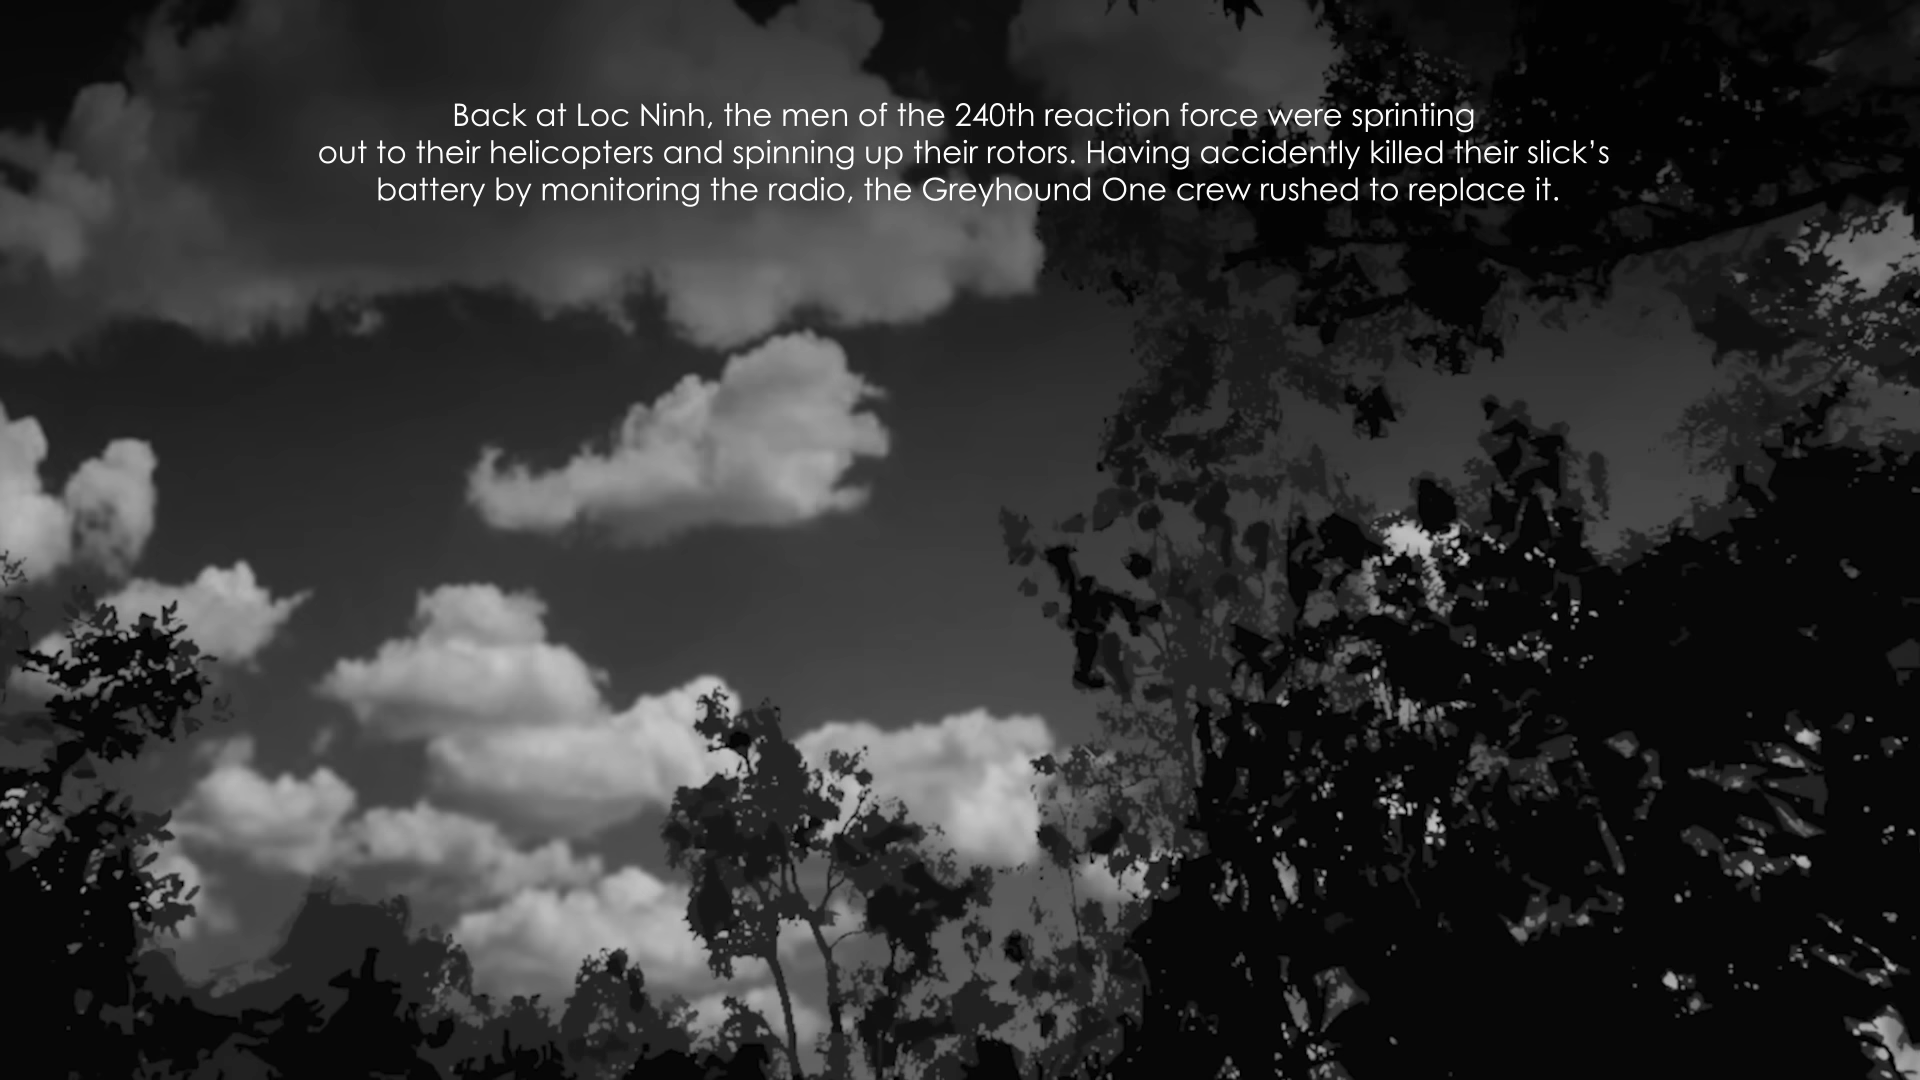 Back at Loc Ninh, the men of the 240th reaction force were sprinting
out to their helicopters and spinning up their rotors. Having accidently killed their slick’s
battery by monitoring the radio, the Greyhound One crew rushed to replace it.